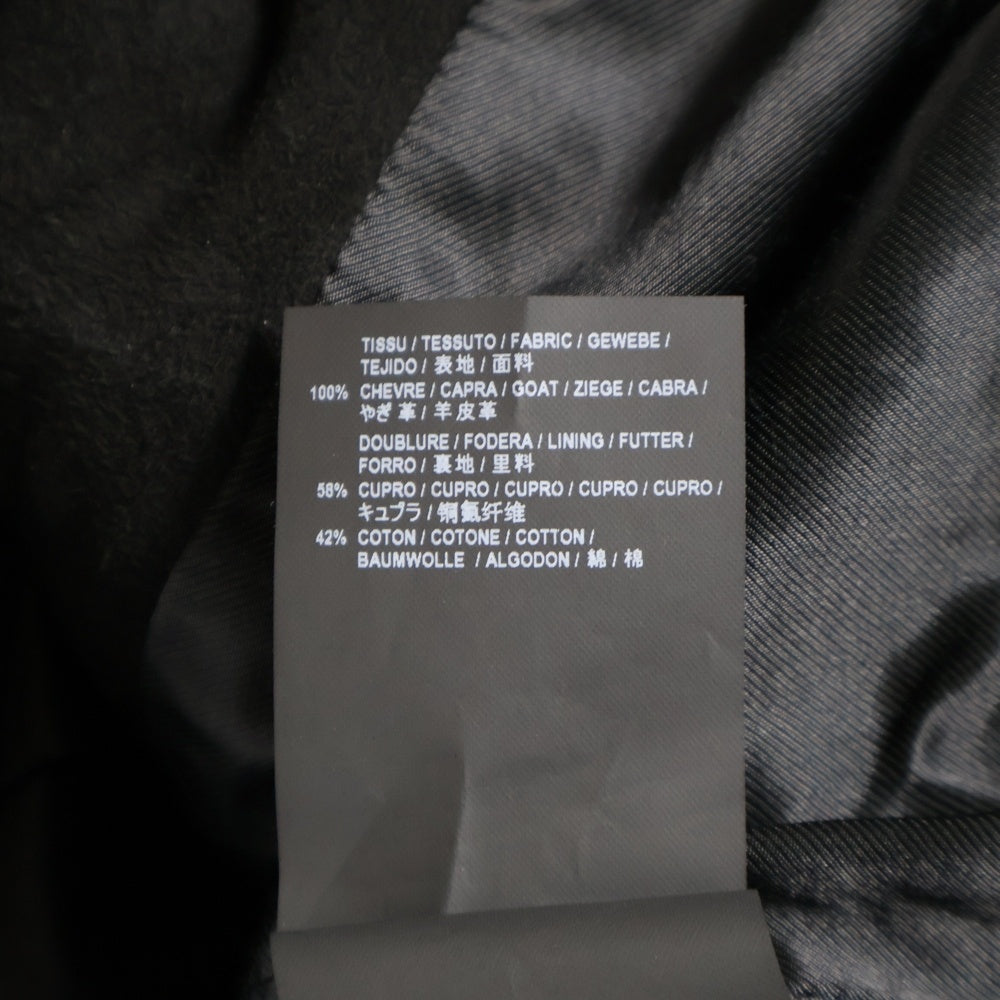 TISSU / TESSUTO / FABRIC / GEWEBE /
TEJIDO / 表地 / 面料
100% CHEVRE / CAPRA / GOAT / ZIEGE / CABRA /
やぎ革 / 羊皮革
DOUBLURE / FODERA / LINING / FUTTER /
FORRO / 裏地 / 里料
58% CUPRO / CUPRO / CUPRO / CUPRO / CUPRO /
キュプラ / 铜氨纤维
42% COTON / COTONE / COTTON /
BAUMWOLLE / ALGODON / 綿 / 棉